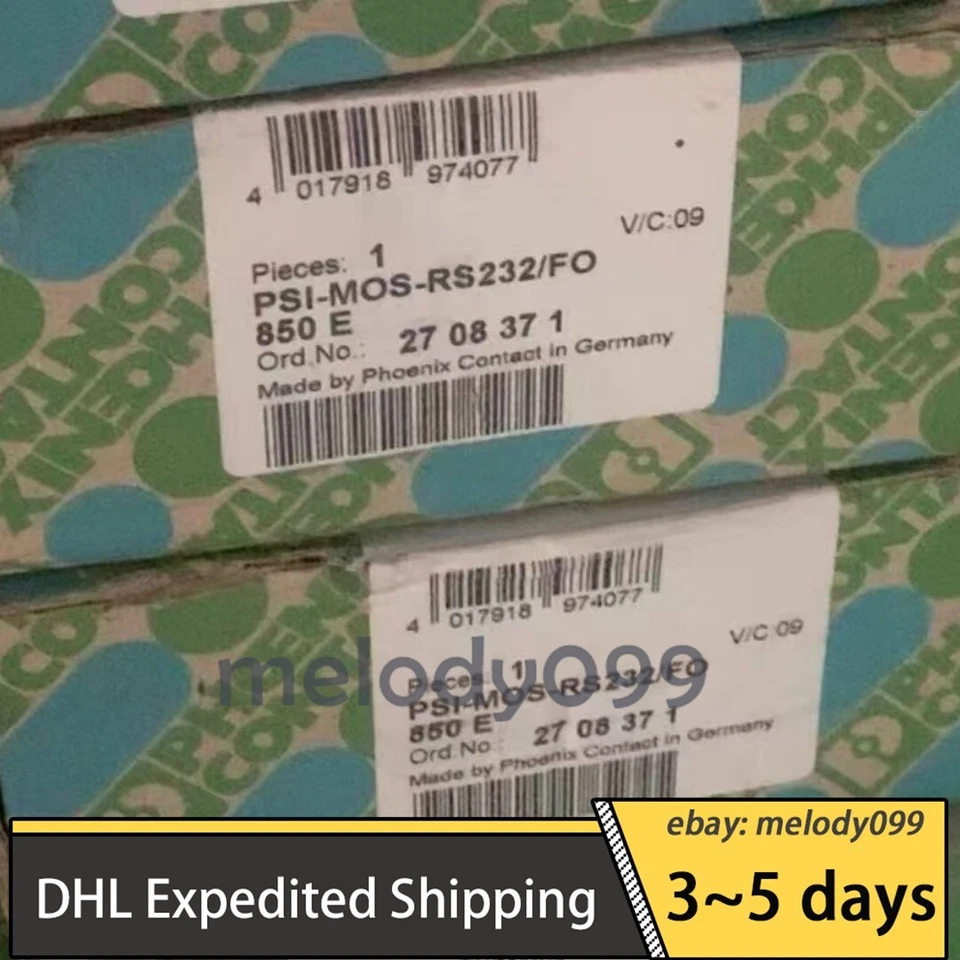 4 017918 974077
V/C:09
Pieces: 1
PSI-MOS-RS232/FO
850 E
Ord.No.: 27 08 37 1
Made by Phoenix Contact in Germany
PHOENIX
CONTACT
4 017918 974077
V/C:09
Pieces: 1
melody099
PSI-MOS-RS232/FO
850 E
Ord.No.: 27 08 37 1
Made by Phoenix Contact in Germany
ebay: melody099
DHL Expedited Shipping
3~5 days